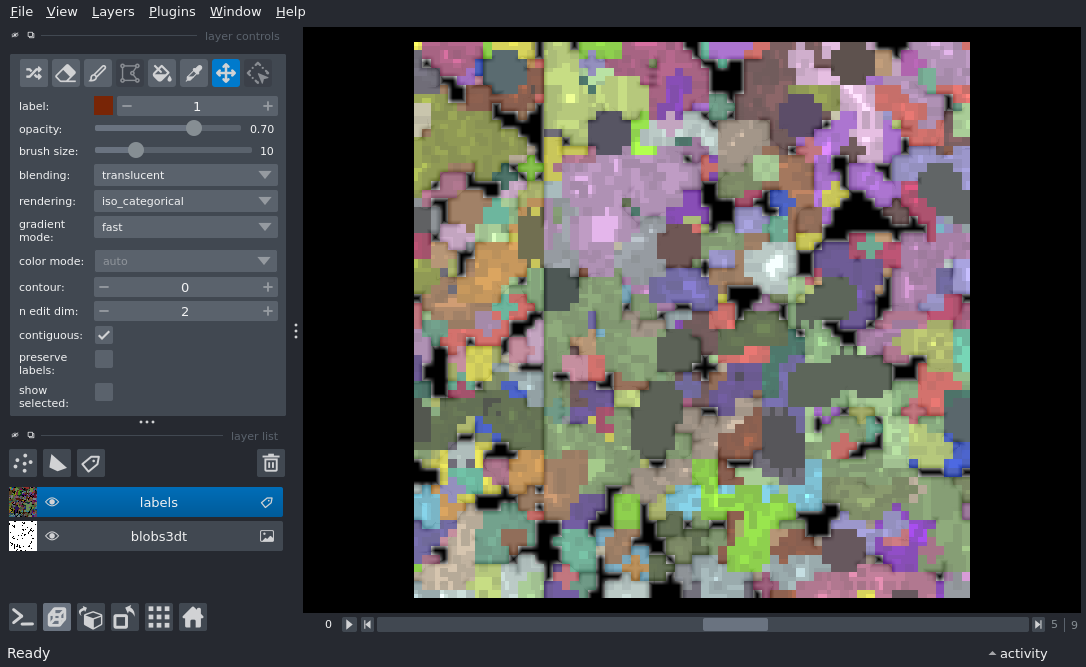 File View Layers Plugins Window Help
layer controls
label: 1
opacity: 0.70
brush size: 10
blending: translucent
rendering: iso_categorical
gradient
mode: fast
color mode: auto
contour: 0
n edit dim: 2
contiguous:
preserve
labels:
show
selected:
layer list
labels
blobs3dt
0 5 9
Ready activity